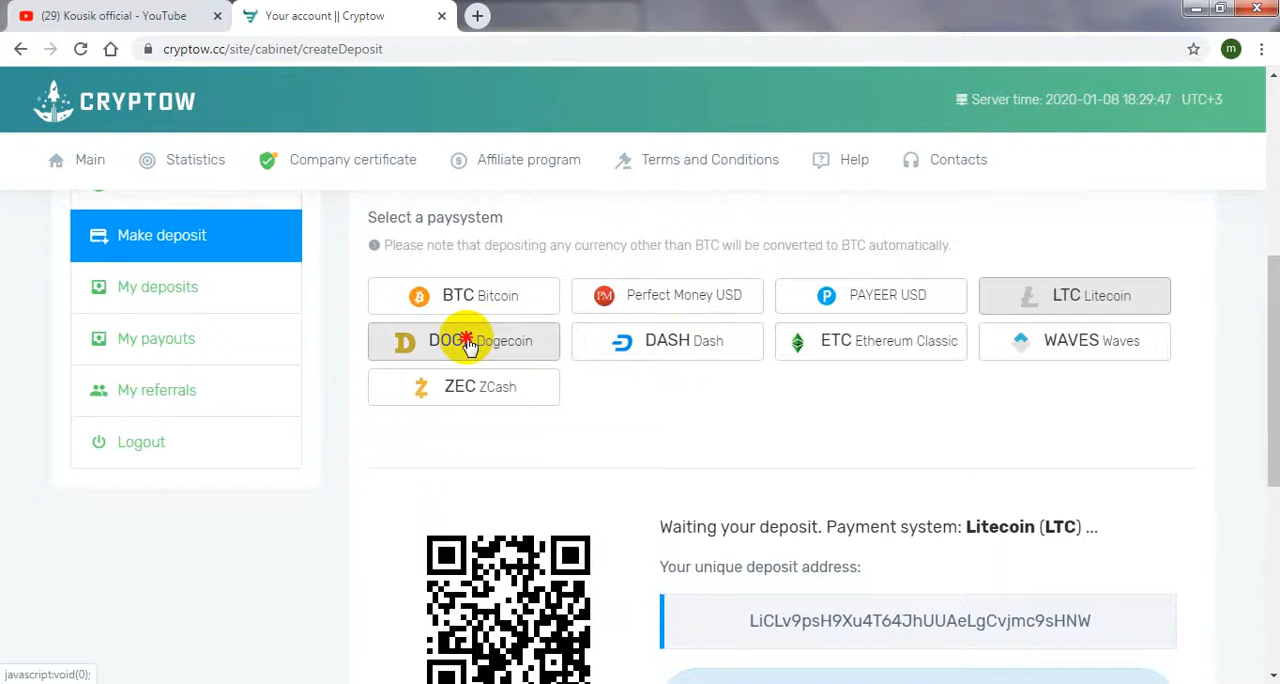 (29) Kousik official - YouTube
Your account || Cryptow
cryptow.cc/site/cabinet/createDeposit
m
CRYPTOW
Server time: 2020-01-08 18:29:47 UTC+3
Main
Statistics
Company certificate
Affiliate program
Terms and Conditions
Help
Contacts
Make deposit
My deposits
My payouts
My referrals
Logout
Select a paysystem
Please note that depositing any currency other than BTC will be converted to BTC automatically.
BTC Bitcoin
PM Perfect Money USD
P PAYEER USD
LTC Litecoin
Dogecoin
DASH Dash
ETC Ethereum Classic
WAVES Waves
ZEC ZCash
Waiting your deposit. Payment system: Litecoin (LTC) ...
Your unique deposit address:
LiCLv9psH9Xu4T64JhUUAeLgCvjmc9sHNW
javascript:void(0);